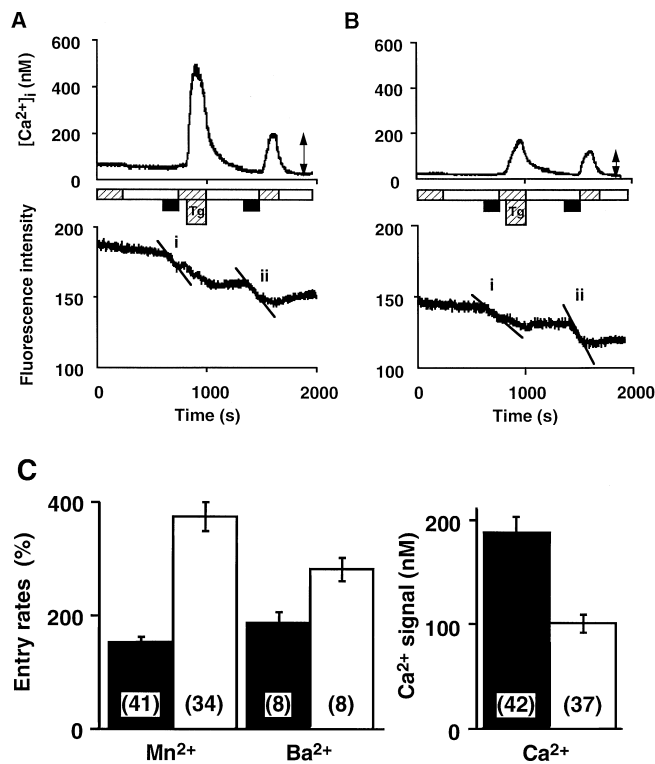 A
B
600
400
200
0
[Ca2+]i (nM)
600
400
200
0
Tg
Tg
200
150
100
Fluorescence intensity
i
ii
200
150
100
i
ii
0
1000
2000
Time (s)
0
1000
2000
Time (s)
C
400
200
0
Entry rates (%)
(41)
(34)
(8)
(8)
Mn2+
Ba2+
200
100
0
Ca2+ signal (nM)
(42)
(37)
Ca2+